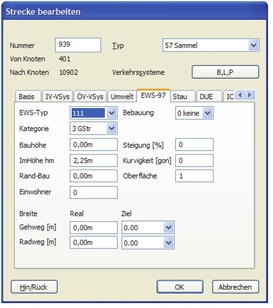 Strecke bearbeiten
Nummer 939 Typ 57 Sammel
Von Knoten 401
Nach Knoten 10902 Verkehrsysteme B,L,P
Basis IV-VSys ÖV-VSys Umwelt EWS-97 Stau DUE IC
EWS-Typ 111 Bebauung 0 keine
Kategorie 3 GStr
Bauhöhe 0,00m Steigung [%] 0
ImHöhe hm 2,25m Kurvigkeit [gon] 0
Rand-Bau 0,00m Oberfläche 1
Einwohner 0
Breite Real Ziel
Gehweg [m] 0,00m 0.00
Radweg [m] 0,00m 0.00
Hin/Rück OK Abbrechen